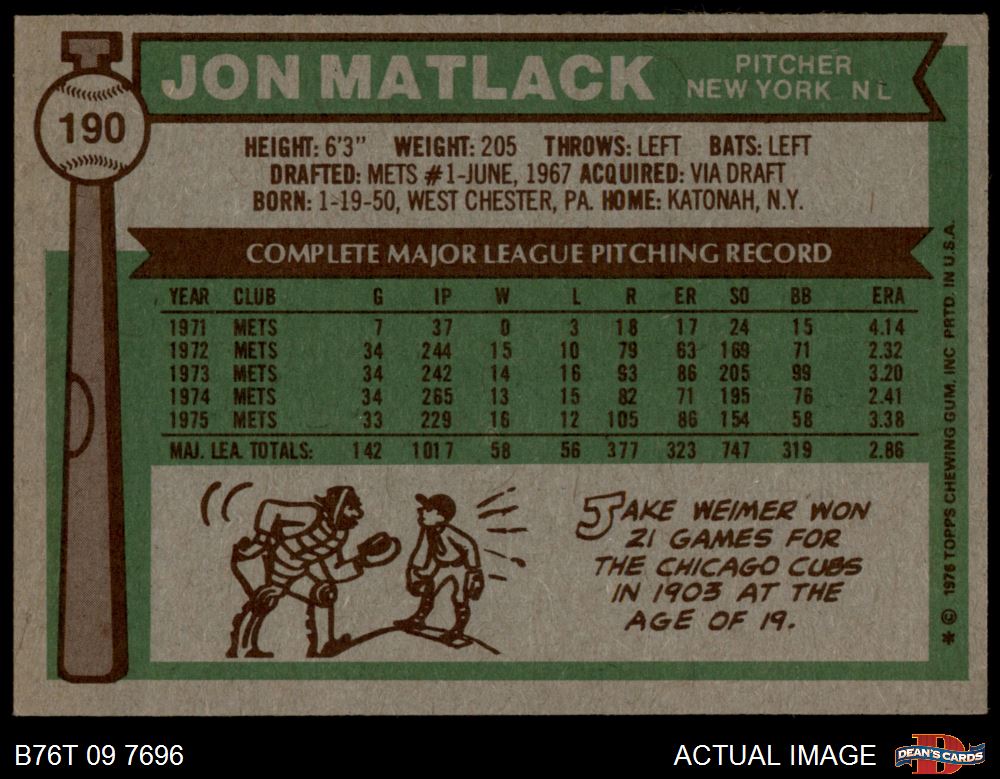 190
JON MATLACK
PITCHER
NEW YORK N L
HEIGHT: 6'3" WEIGHT: 205 THROWS: LEFT BATS: LEFT
DRAFTED: METS #1-JUNE, 1967 ACQUIRED: VIA DRAFT
BORN: 1-19-50, WEST CHESTER, PA. HOME: KATONAH, N.Y.
COMPLETE MAJOR LEAGUE PITCHING RECORD
YEAR CLUB G IP W L R ER SO BB ERA
1971 METS 7 37 0 3 18 17 24 15 4.14
1972 METS 34 244 15 10 79 63 169 71 2.32
1973 METS 34 242 14 16 93 86 205 99 3.20
1974 METS 34 265 13 15 82 71 195 76 2.41
1975 METS 33 229 16 12 105 86 154 58 3.38
MAJ. LEA. TOTALS: 142 1017 58 56 377 323 747 319 2.86
JAKE WEIMER WON
21 GAMES FOR
THE CHICAGO CUBS
IN 1903 AT THE
AGE OF 19.
* © 1976 TOPPS CHEWING GUM, INC PRTD. IN U.S.A.
B76T 09 7696
ACTUAL IMAGE
DEAN'S CARDS